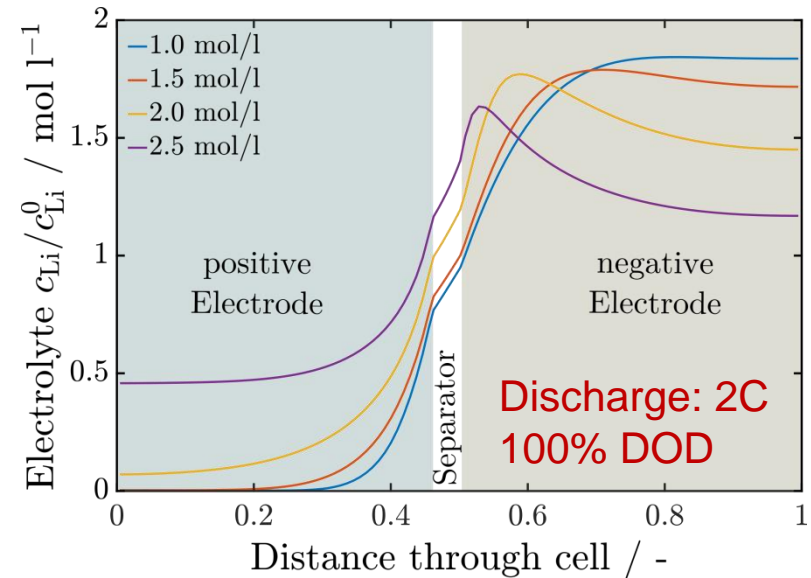 Electrolyte c_Li/c⁰_Li / mol l⁻¹
2
1.5
1
0.5
0
1.0 mol/l
1.5 mol/l
2.0 mol/l
2.5 mol/l
positive
Electrode
Separator
negative
Electrode
Discharge: 2C
100% DOD
0
0.2
0.4
0.6
0.8
1
Distance through cell / -